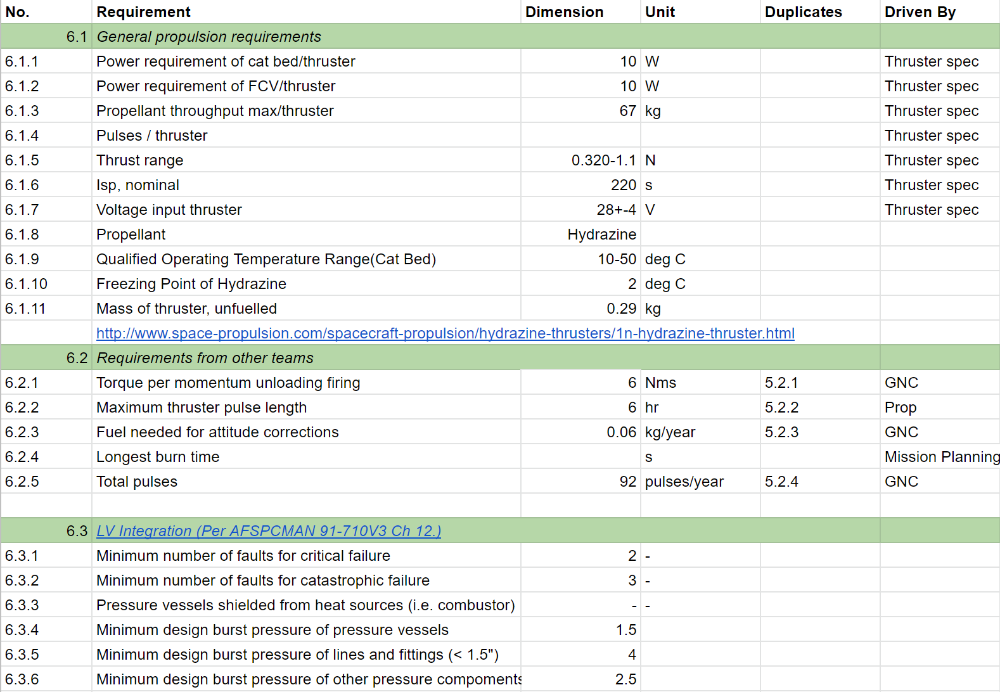 No. Requirement Dimension Unit Duplicates Driven By
6.1 General propulsion requirements
6.1.1 Power requirement of cat bed/thruster 10 W Thruster spec
6.1.2 Power requirement of FCV/thruster 10 W Thruster spec
6.1.3 Propellant throughput max/thruster 67 kg Thruster spec
6.1.4 Pulses / thruster Thruster spec
6.1.5 Thrust range 0.320-1.1 N Thruster spec
6.1.6 Isp, nominal 220 s Thruster spec
6.1.7 Voltage input thruster 28+-4 V Thruster spec
6.1.8 Propellant Hydrazine
6.1.9 Qualified Operating Temperature Range(Cat Bed) 10-50 deg C
6.1.10 Freezing Point of Hydrazine 2 deg C
6.1.11 Mass of thruster, unfuelled 0.29 kg
http://www.space-propulsion.com/spacecraft-propulsion/hydrazine-thrusters/1n-hydrazine-thruster.html
6.2 Requirements from other teams
6.2.1 Torque per momentum unloading firing 6 Nms 5.2.1 GNC
6.2.2 Maximum thruster pulse length 6 hr 5.2.2 Prop
6.2.3 Fuel needed for attitude corrections 0.06 kg/year 5.2.3 GNC
6.2.4 Longest burn time s Mission Planning
6.2.5 Total pulses 92 pulses/year 5.2.4 GNC
6.3 LV Integration (Per AFSPCMAN 91-710V3 Ch 12.)
6.3.1 Minimum number of faults for critical failure 2 -
6.3.2 Minimum number of faults for catastrophic failure 3 -
6.3.3 Pressure vessels shielded from heat sources (i.e. combustor) - -
6.3.4 Minimum design burst pressure of pressure vessels 1.5
6.3.5 Minimum design burst pressure of lines and fittings (< 1.5") 4
6.3.6 Minimum design burst pressure of other pressure compoments 2.5